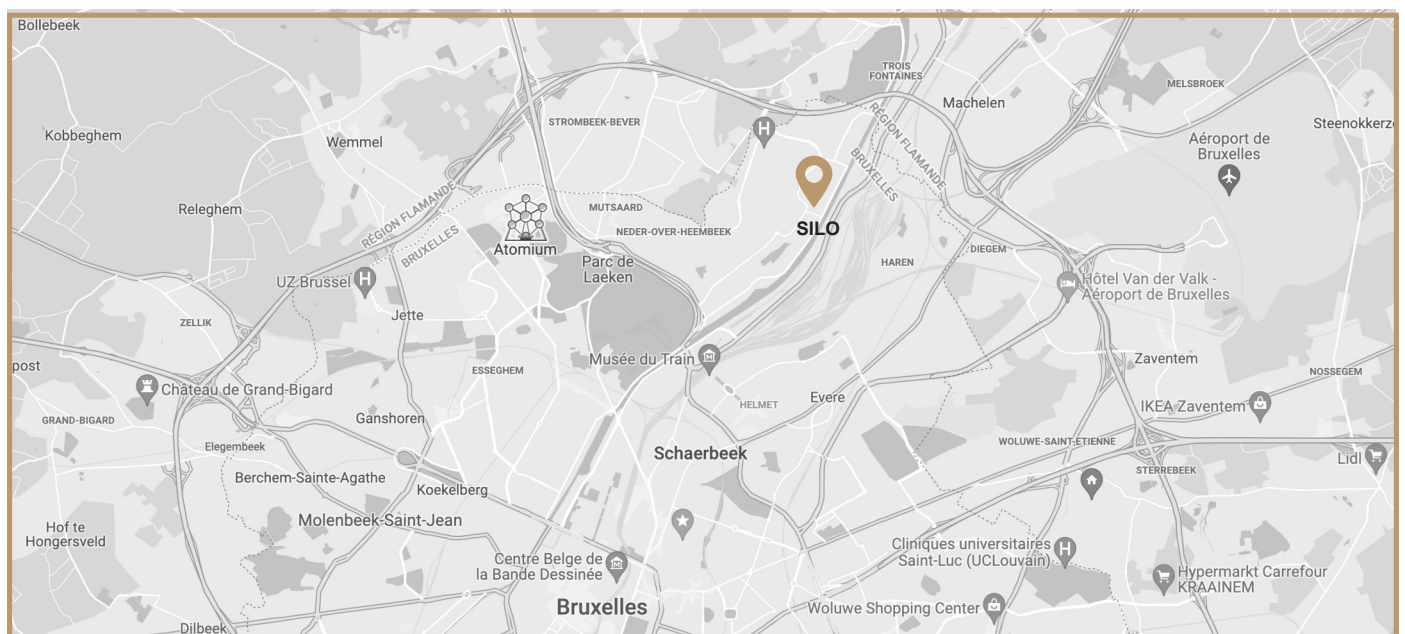 Bollebeek
TROIS
FONTAINES
MELSBROEK
Machelen
Kobbeghem
STROMBEEK-BEVER
RÉGION FLAMANDE
Steenokkerz
Wemmel
H
Aéroport de
Bruxelles
BRUXELLES
Releghem
RÉGION FLAMANDE
MUTSAARD
NEDER-OVER-HEEMBEEK
SILO
BRUXELLES
Atomium
DIEGEM
Parc de
Laeken
HAREN
UZ Brussel
H
Hôtel Van der Valk -
Aéroport de Bruxelles
Jette
ZELLIK
Musée du Train
Zaventem
post
ESSEGHEM
NOSSEGEM
Château de Grand-Bigard
HELMET
Evere
IKEA Zaventem
GRAND-BIGARD
Ganshoren
Elegembeek
Schaerbeek
WOLUWE-SAINT-ETIENNE
Lidl
STERREBEEK
Berchem-Sainte-Agathe
Koekelberg
Hof te
Hongersveld
Molenbeek-Saint-Jean
Cliniques universitaires
Saint-Luc (UCLouvain)
H
Centre Belge de
la Bande Dessinée
Hypermarkt Carrefour
KRAAINEM
Bruxelles
Woluwe Shopping Center
Dilbeek